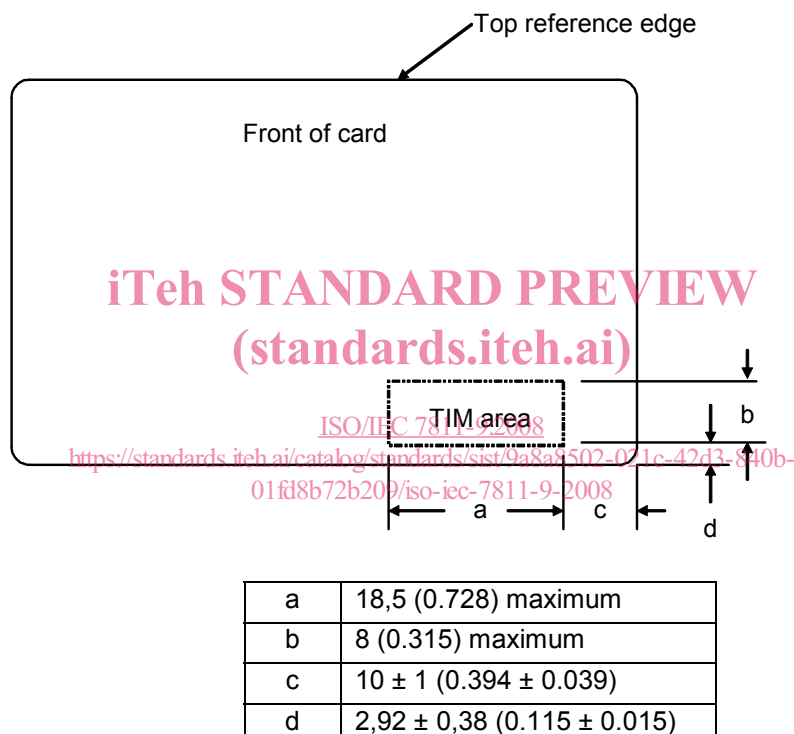 Top reference edge
Front of card
iTeh STANDARD PREVIEW
(standards.iteh.ai)
TIM area
b
ISO/IEC 7811-9:2008
https://standards.iteh.ai/catalog/standards/sist/9a8a8502-021c-42d3-840b-
01fd8b72b209/iso-iec-7811-9-2008
a
c
d
a 18,5 (0.728) maximum
b 8 (0.315) maximum
c 10 ± 1 (0.394 ± 0.039)
d 2,92 ± 0,38 (0.115 ± 0.015)